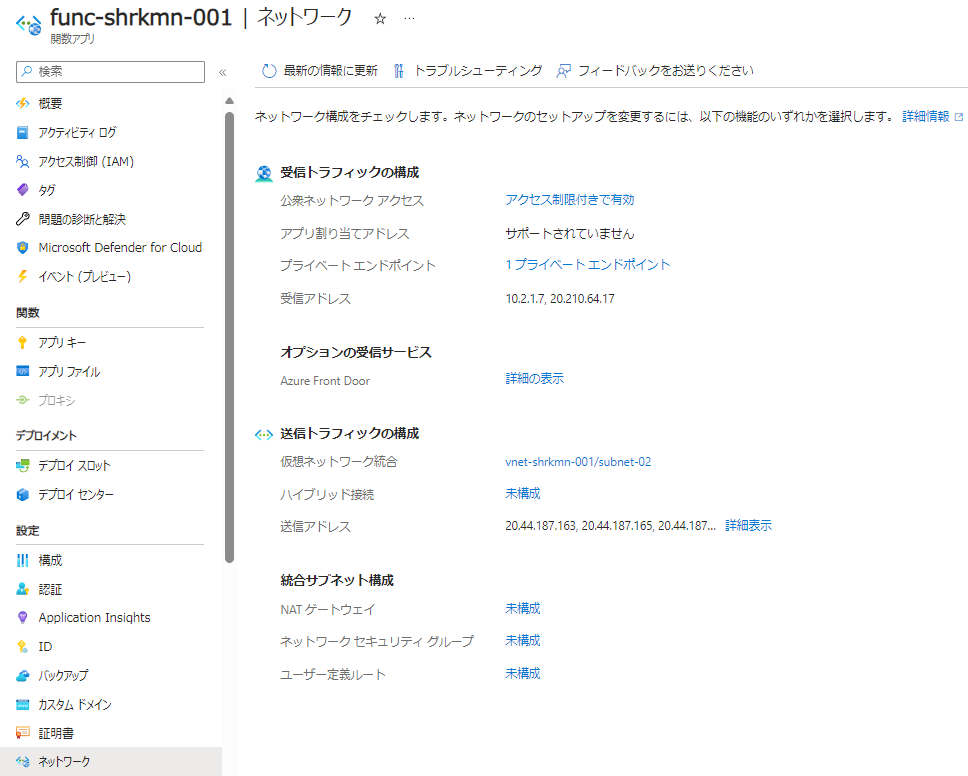 func-shrkmn-001 | ネットワーク ☆ …
関数アプリ
検索
«
概要
アクティビティ ログ
アクセス制御 (IAM)
タグ
問題の診断と解決
Microsoft Defender for Cloud
イベント (プレビュー)
関数
アプリ キー
アプリ ファイル
プロキシ
デプロイメント
デプロイ スロット
デプロイ センター
設定
構成
認証
Application Insights
ID
バックアップ
カスタム ドメイン
証明書
ネットワーク
最新の情報に更新 トラブルシューティング フィードバックをお送りください
ネットワーク構成をチェックします。ネットワークのセットアップを変更するには、以下の機能のいずれかを選択します。 詳細情報
受信トラフィックの構成
公衆ネットワーク アクセス アクセス制限付きで有効
アプリ割り当てアドレス サポートされていません
プライベート エンドポイント 1 プライベート エンドポイント
受信アドレス 10.2.1.7, 20.210.64.17
オプションの受信サービス
Azure Front Door 詳細の表示
送信トラフィックの構成
仮想ネットワーク統合 vnet-shrkmn-001/subnet-02
ハイブリッド接続 未構成
送信アドレス 20.44.187.163, 20.44.187.165, 20.44.187... 詳細表示
統合サブネット構成
NAT ゲートウェイ 未構成
ネットワーク セキュリティ グループ 未構成
ユーザー定義ルート 未構成